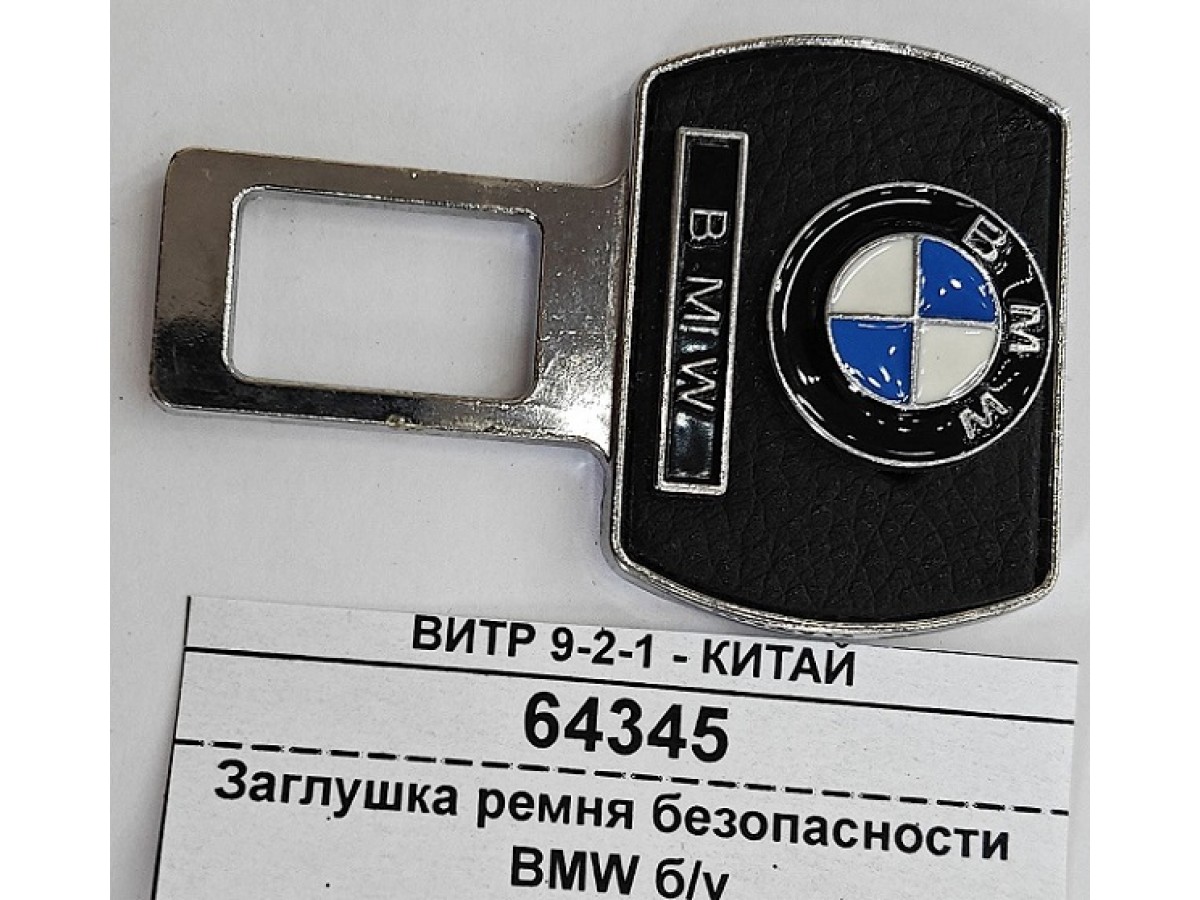 BMW
BMW
ВИТР 9-2-1 - КИТАЙ
64345
Заглушка ремня безопасности
BMW б/у